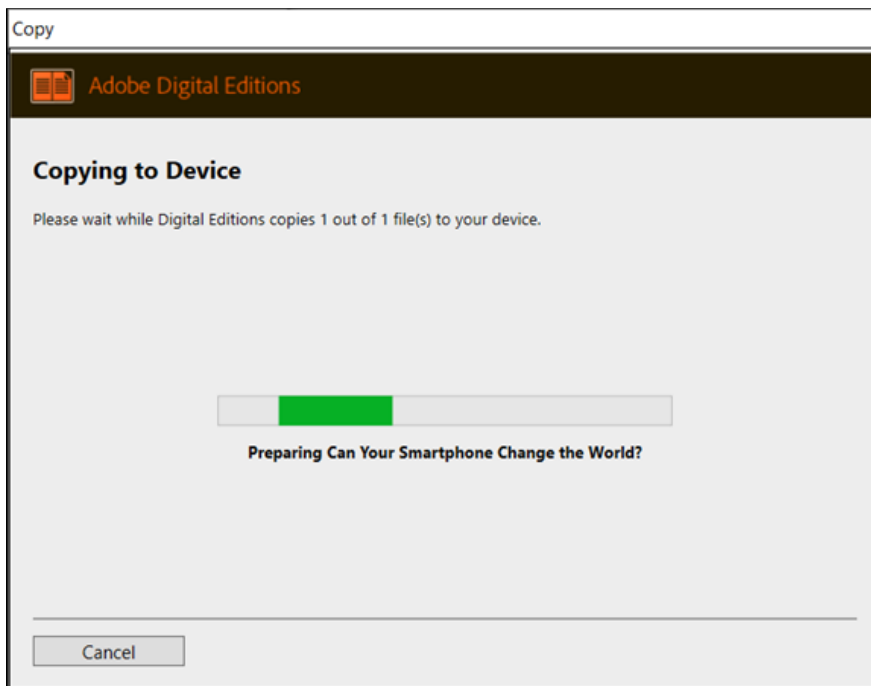 Copy
Adobe Digital Editions
Copying to Device
Please wait while Digital Editions copies 1 out of 1 file(s) to your device.
Preparing Can Your Smartphone Change the World?
Cancel